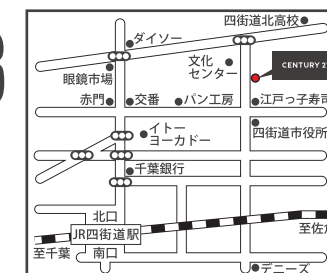 四街道北高校
ダイソー
文化
センター
CENTURY 2
眼鏡市場
赤門
交番
パン工房
江戸っ子寿司
イトー
ヨーカドー
四街道市役所
千葉銀行
北口
JR四街道駅
至佐
至千葉
南口
デニーズ